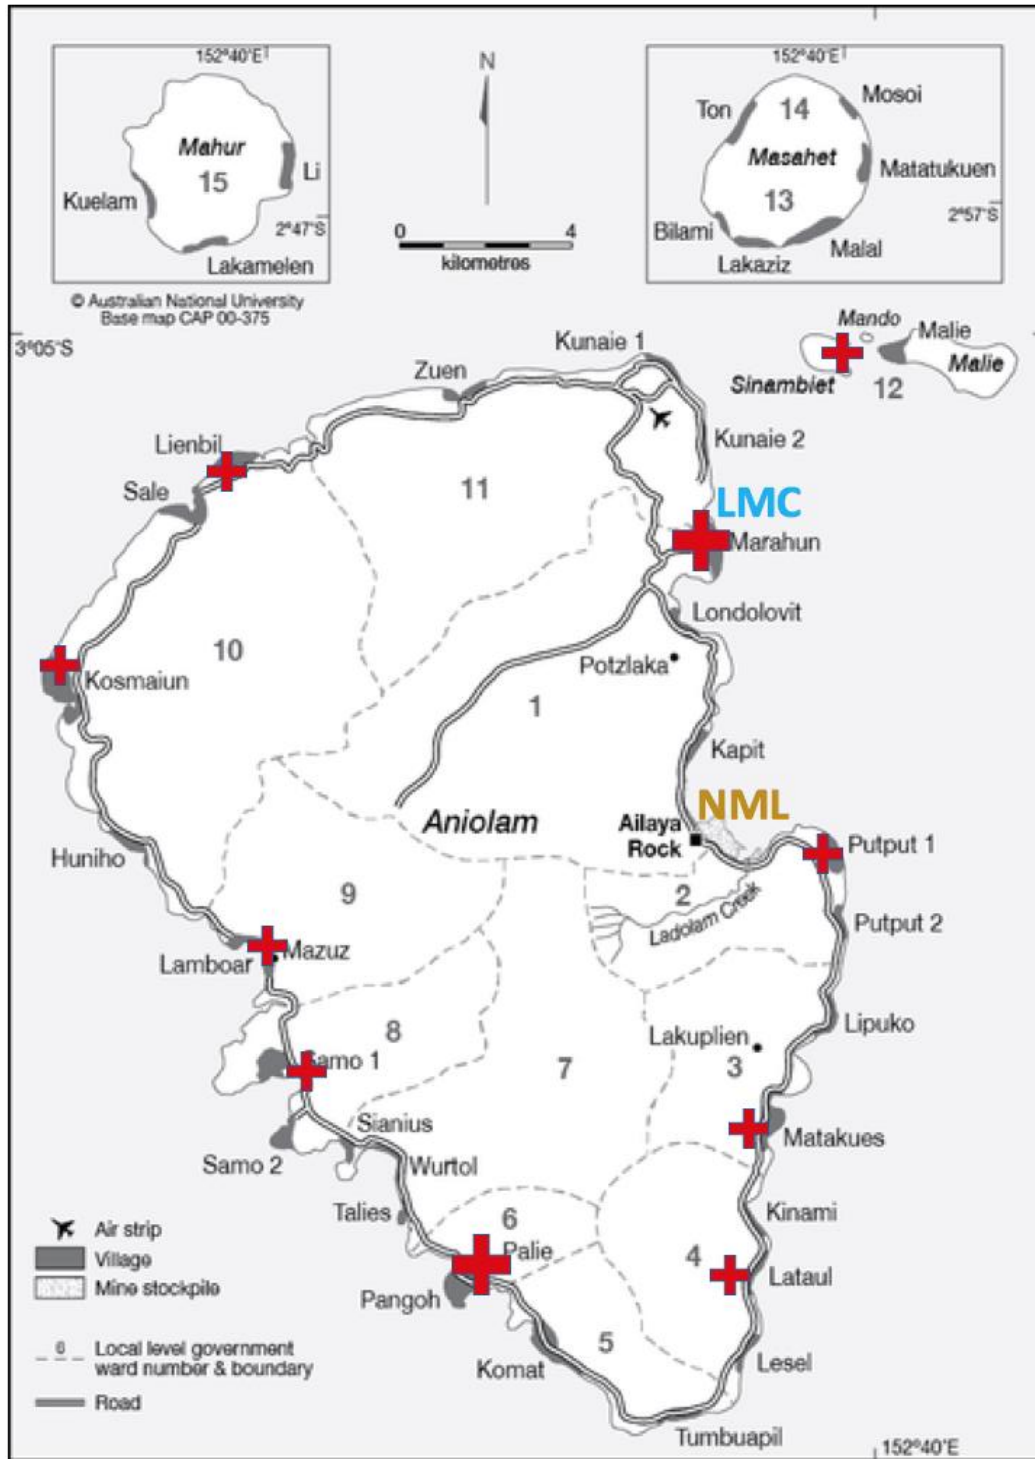 152°40'E
Mahur
15
Kuelam
Li
2°47'S
Lakamelen
© Australian National University
Base map CAP 00-375
N
0 4
kilometres
152°40'E
Ton
14
Mosoi
Masahet
Matatukuen
13
2°57'S
Bilami
Malal
Lakaziz
3°05'S
Mando
Malie
Malie
Sinambiet
12
Kunaie 1
Zuen
Kunaie 2
Lienbil
Sale
11
LMC
Marahun
Londolovit
10
Potzlaka
Kosmaiun
1
Kapit
NML
Aniolam
Ailaya
Rock
Putput 1
Huniho
9
2
Ladolam Creek
Putput 2
Mazuz
Lamboar
8
Lakuplien
Lipuko
Samo 1
7
3
Sianius
Matakues
Samo 2
Wurtol
Talies
6
Kinami
Palie
4
Lataul
Pangoh
5
Komat
Lesel
Tumbuapil
152°40'E
Air strip
Village
Mine stockpile
6 Local level government
ward number & boundary
Road